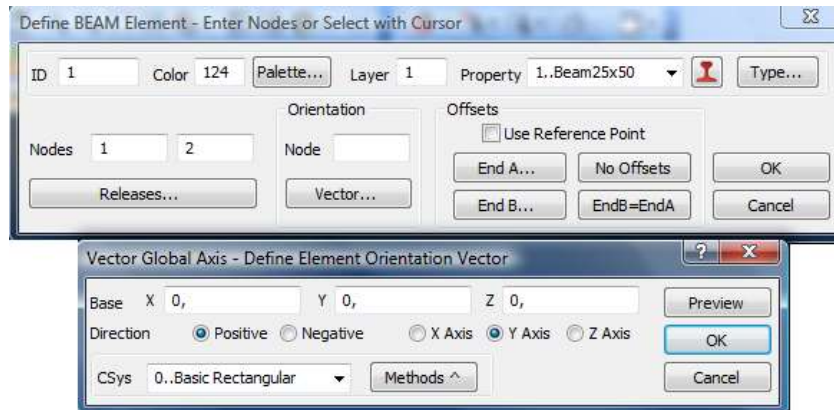 Define BEAM Element - Enter Nodes or Select with Cursor
ID 1 Color 124 Palette... Layer 1 Property 1..Beam25x50 Type...
Orientation Offsets
Use Reference Point
Nodes 1 2 Node
End A... No Offsets OK
Releases... Vector...
End B... EndB=EndA Cancel
Vector Global Axis - Define Element Orientation Vector
Base X 0, Y 0, Z 0, Preview
Direction Positive Negative X Axis Y Axis Z Axis OK
CSys 0..Basic Rectangular Methods ^ Cancel